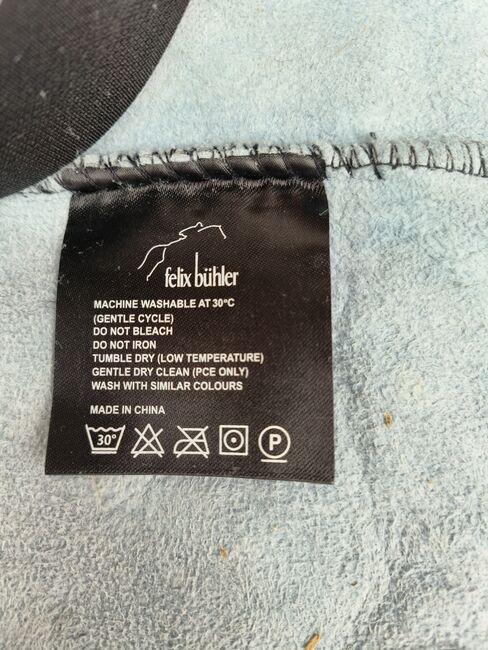 felix bühler
MACHINE WASHABLE AT 30°C
(GENTLE CYCLE)
DO NOT BLEACH
DO NOT IRON
TUMBLE DRY (LOW TEMPERATURE)
GENTLE DRY CLEAN (PCE ONLY)
WASH WITH SIMILAR COLOURS
MADE IN CHINA
30° P